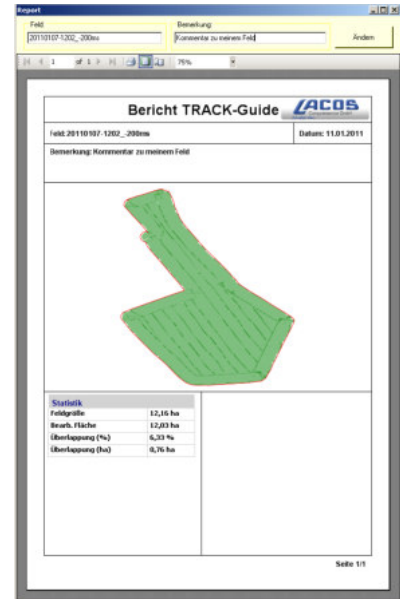 Report
Feld:
Bemerkung:
20110107-1202_-200ms
Kommentar zu meinem Feld
Ändern
1 of 1
75%
Bericht TRACK-Guide
LACOS
Computerservice GmbH
Feld: 20110107-1202_-200ms
Datum: 11.01.2011
Bemerkung: Kommentar zu meinem Feld
Statistik
Feldgröße 12,16 ha
Bearb. Fläche 12,03 ha
Überlappung (%) 6,33 %
Überlappung (ha) 0,76 ha
Seite 1/1